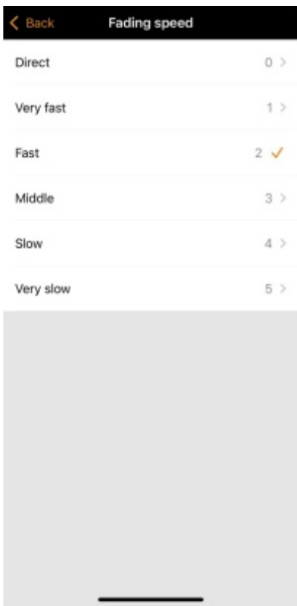 Back Fading speed
Direct 0
Very fast 1
Fast 2
Middle 3
Slow 4
Very slow 5